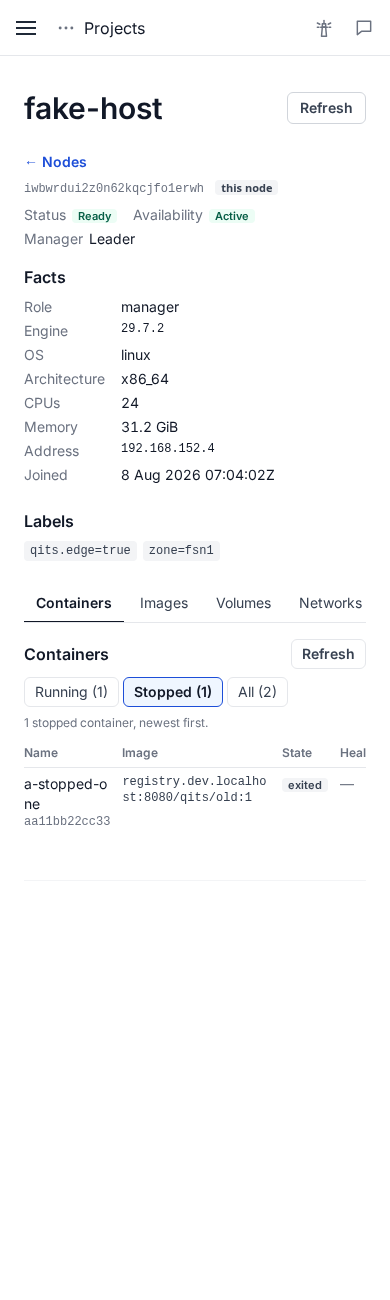 Projects
fake-host
Refresh
← Nodes
iwbwrdui2z0n62kqcjfo1erwh this node
Status Ready Availability Active
Manager Leader
Facts
Role manager
Engine 29.7.2
OS linux
Architecture x86_64
CPUs 24
Memory 31.2 GiB
Address 192.168.152.4
Joined 8 Aug 2026 07:04:02Z
Labels
qits.edge=true zone=fsn1
Containers Images Volumes Networks
Containers Refresh
Running (1) Stopped (1) All (2)
1 stopped container, newest first.
Name Image State Heal
a-stopped-o registry.dev.localho exited —
ne st:8080/qits/old:1
aa11bb22cc33